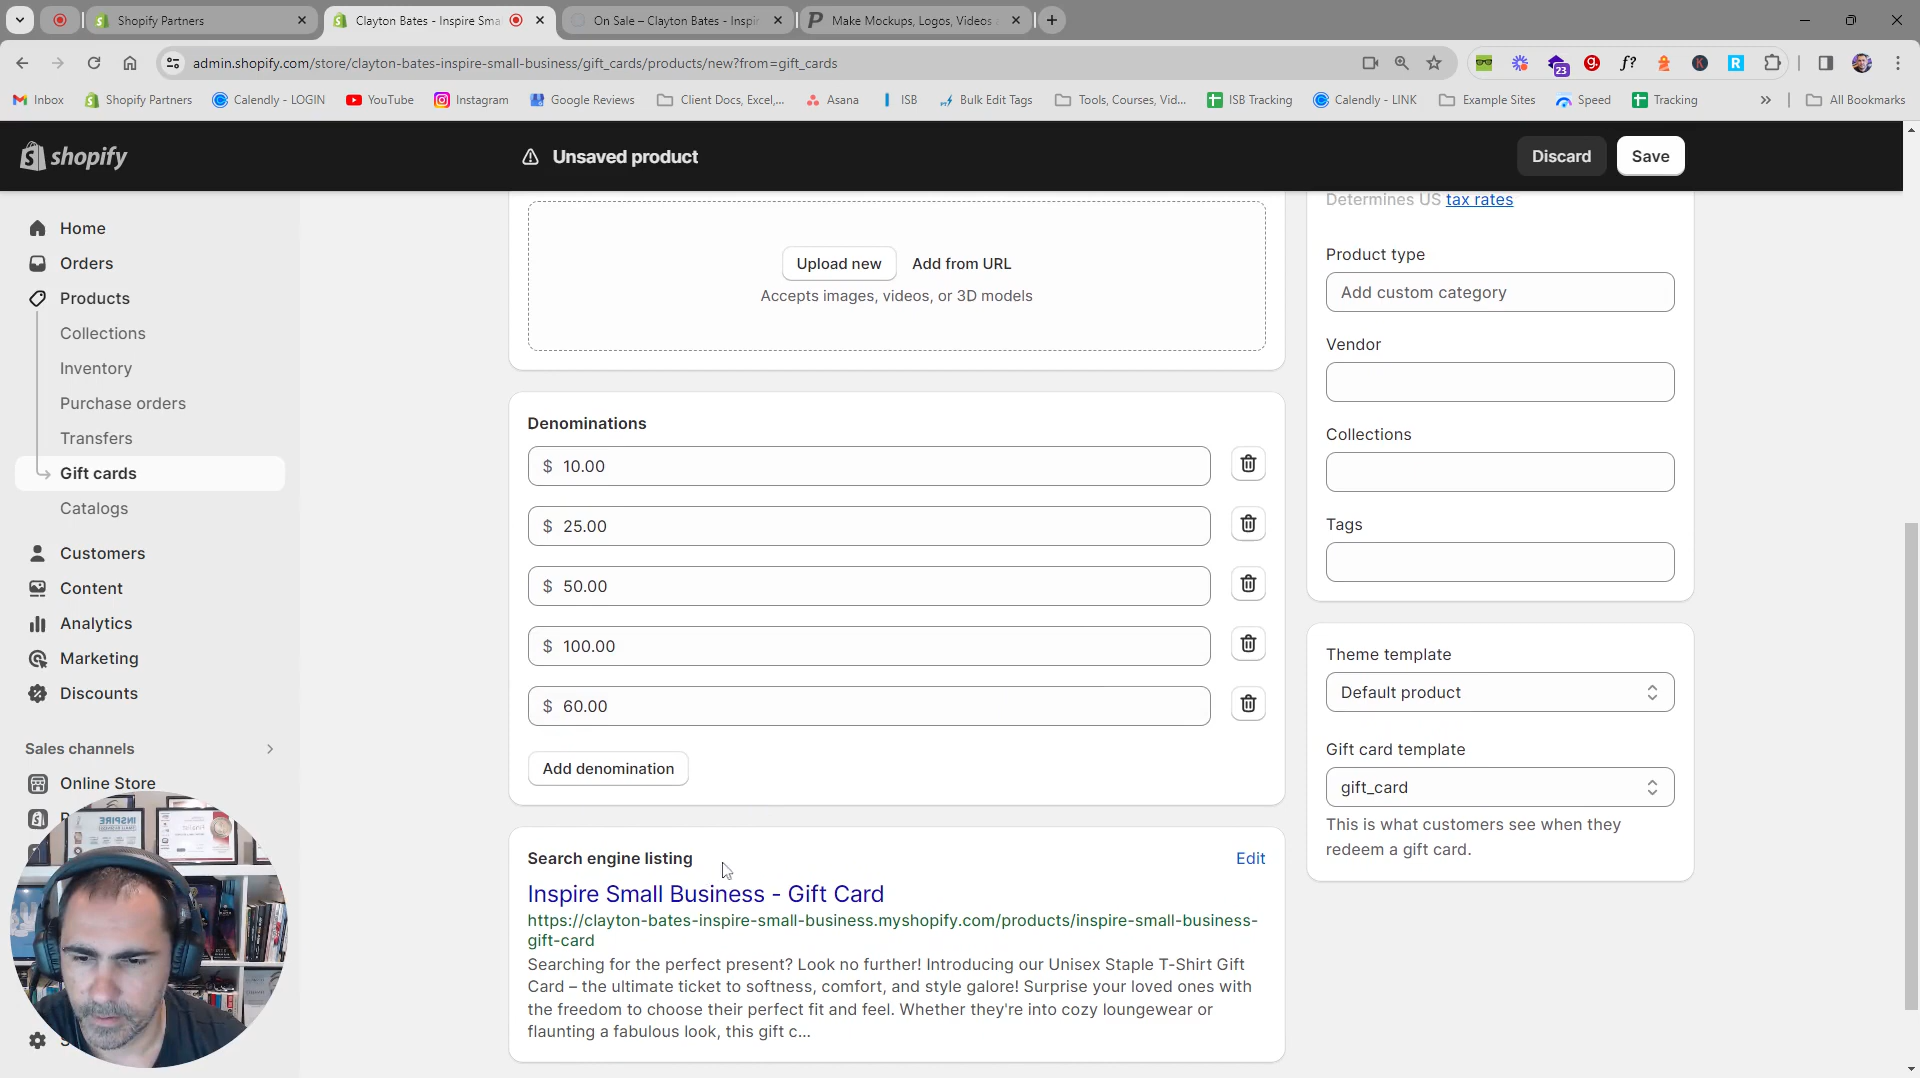 Shopify Partners
Clayton Bates - Inspire Sma
On Sale – Clayton Bates - Inspir
Make Mockups, Logos, Videos
admin.shopify.com/store/clayton-bates-inspire-small-business/gift_cards/products/new?from=gift_cards
23
Inbox
Shopify Partners
Calendly - LOGIN
YouTube
Instagram
Google Reviews
Client Docs, Excel,...
Asana
ISB
Bulk Edit Tags
Tools, Courses, Vid...
ISB Tracking
Calendly - LINK
Example Sites
Speed
Tracking
All Bookmarks
shopify
Unsaved product
Discard
Save
Home
Orders
Products
Collections
Inventory
Purchase orders
Transfers
Gift cards
Catalogs
Customers
Content
Analytics
Marketing
Discounts
Sales channels
Online Store
Upload new
Add from URL
Accepts images, videos, or 3D models
Denominations
$ 10.00
$ 25.00
$ 50.00
$ 100.00
$ 60.00
Add denomination
Search engine listing
Edit
Inspire Small Business - Gift Card
https://clayton-bates-inspire-small-business.myshopify.com/products/inspire-small-business-
gift-card
Searching for the perfect present? Look no further! Introducing our Unisex Staple T-Shirt Gift
Card – the ultimate ticket to softness, comfort, and style galore! Surprise your loved ones with
the freedom to choose their perfect fit and feel. Whether they're into cozy loungewear or
flaunting a fabulous look, this gift c...
Determines US tax rates
Product type
Add custom category
Vendor
Collections
Tags
Theme template
Default product
Gift card template
gift_card
This is what customers see when they
redeem a gift card.